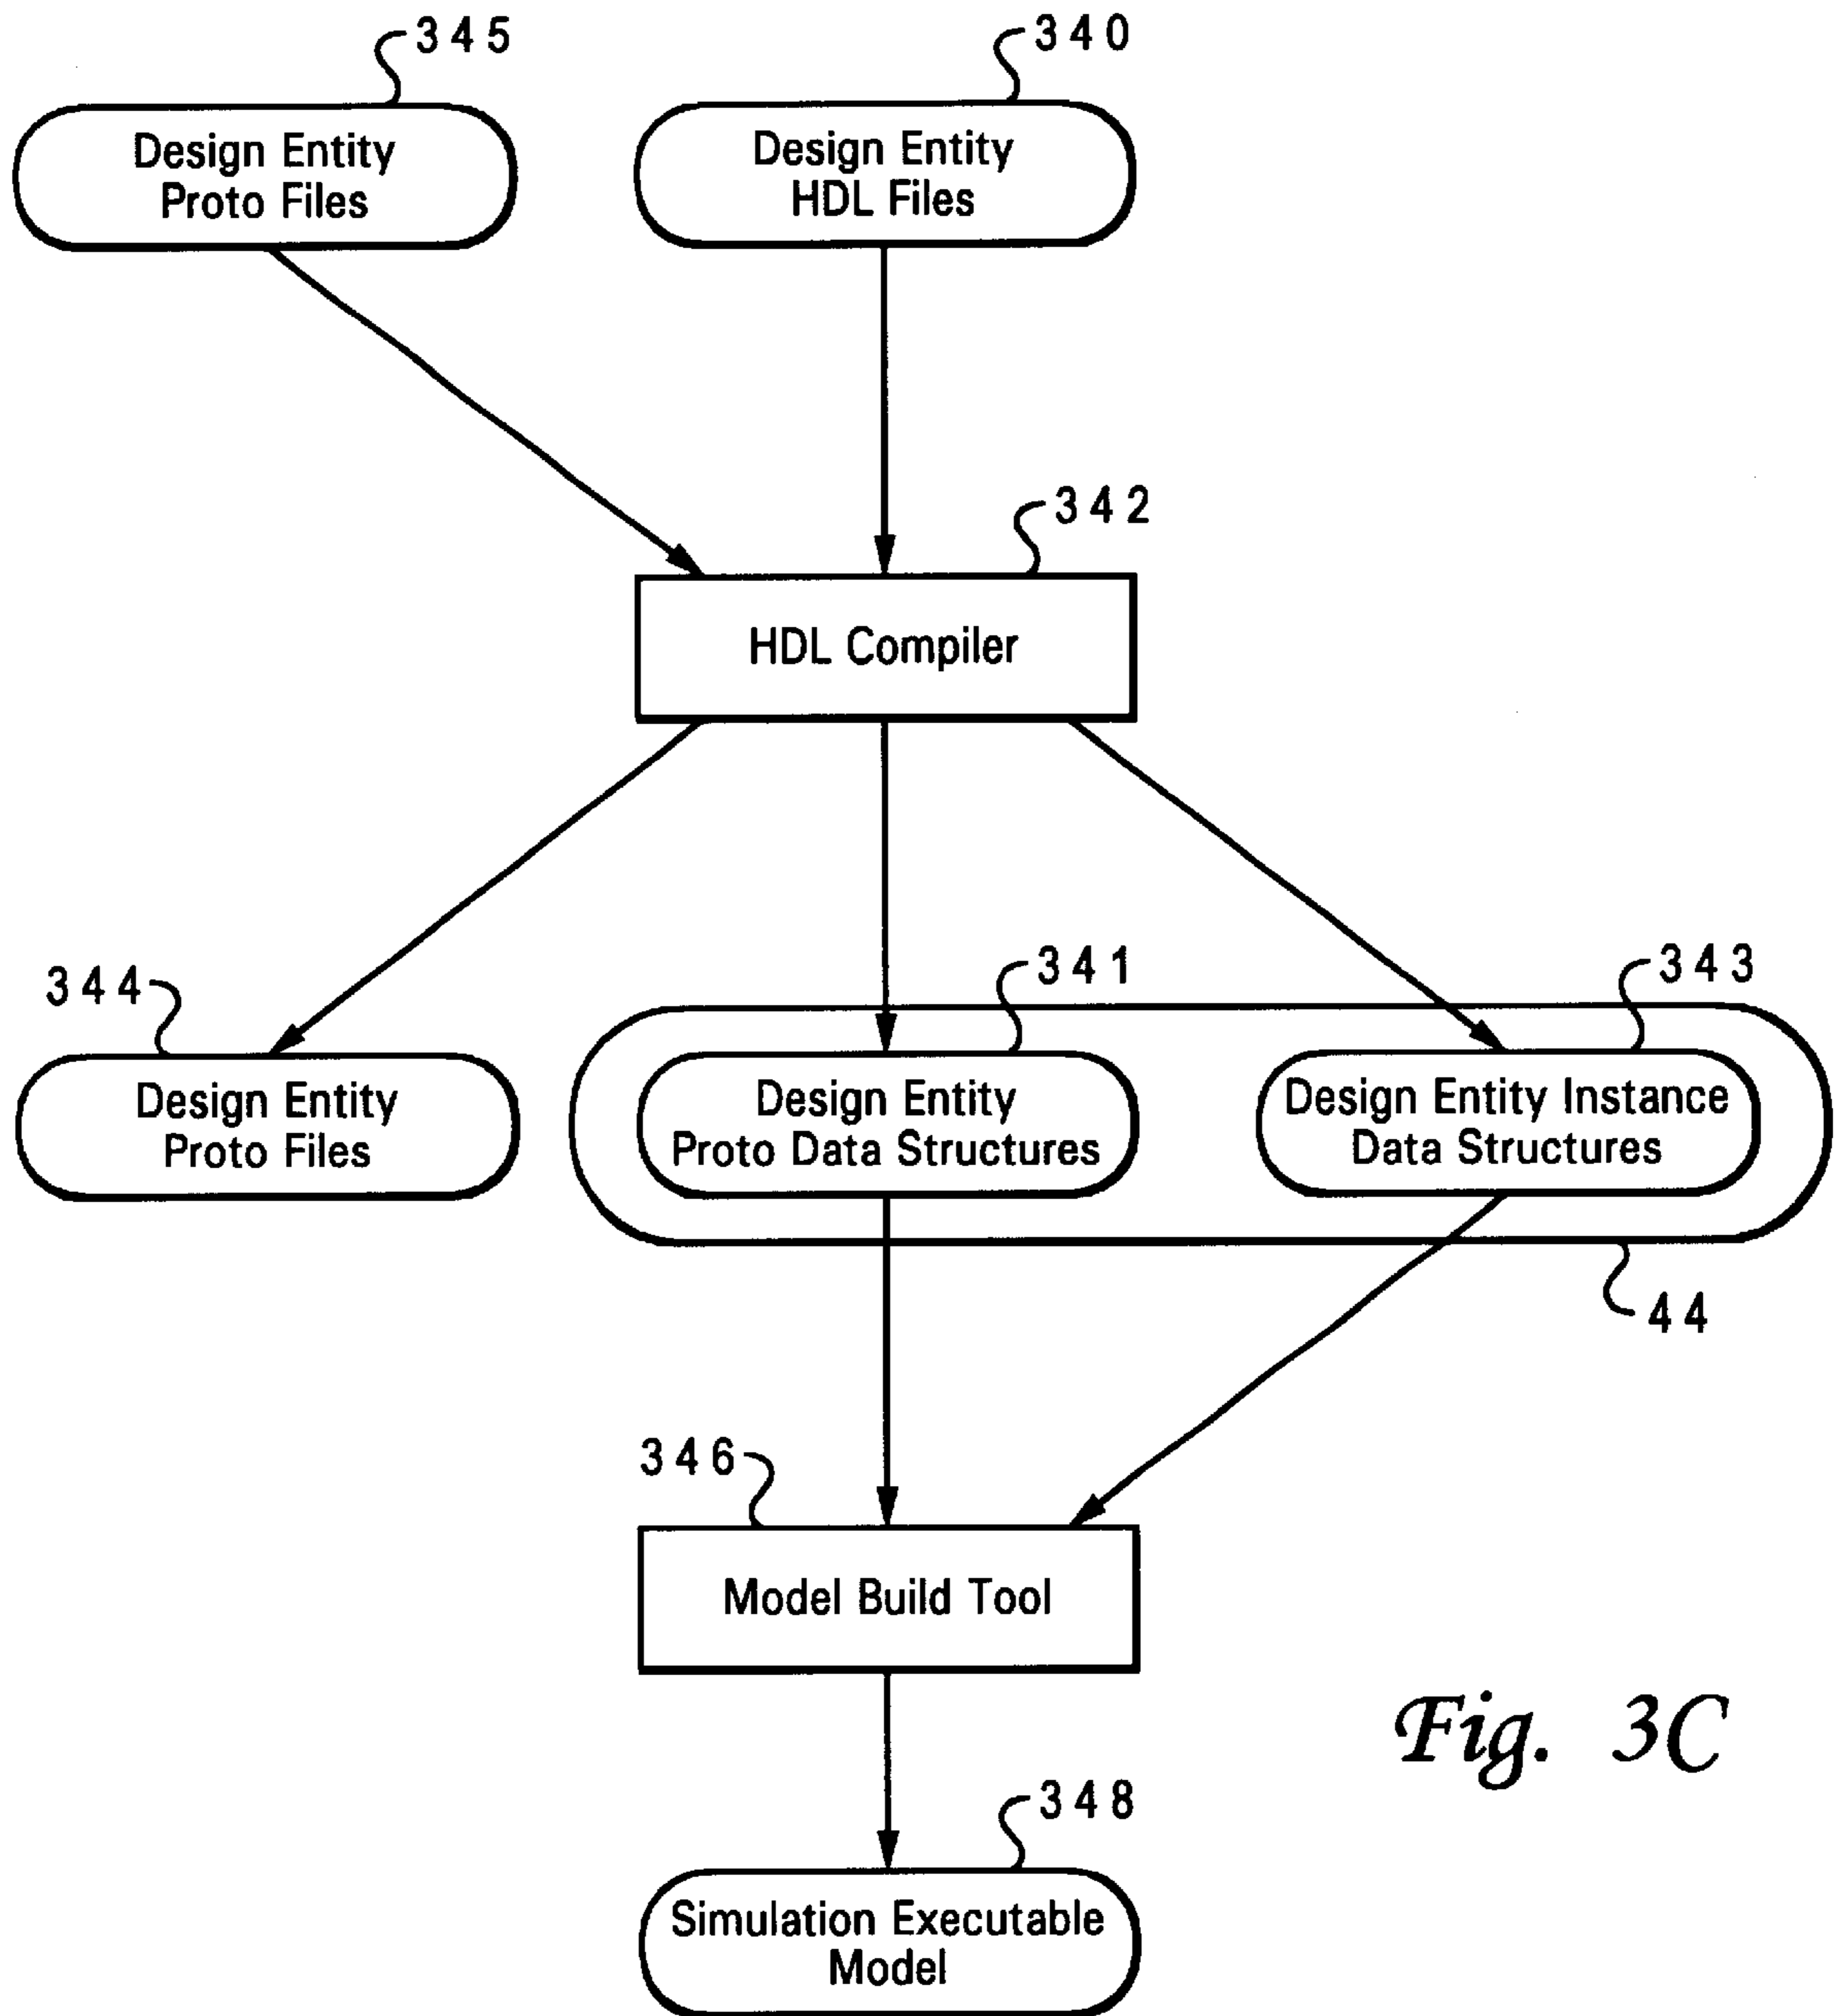 345
340
Design Entity
Proto Files
Design Entity
HDL Files
342
HDL Compiler
344
341
343
Design Entity
Proto Files
Design Entity
Proto Data Structures
Design Entity Instance
Data Structures
44
346
Model Build Tool
Fig. 3C
348
Simulation Executable
Model